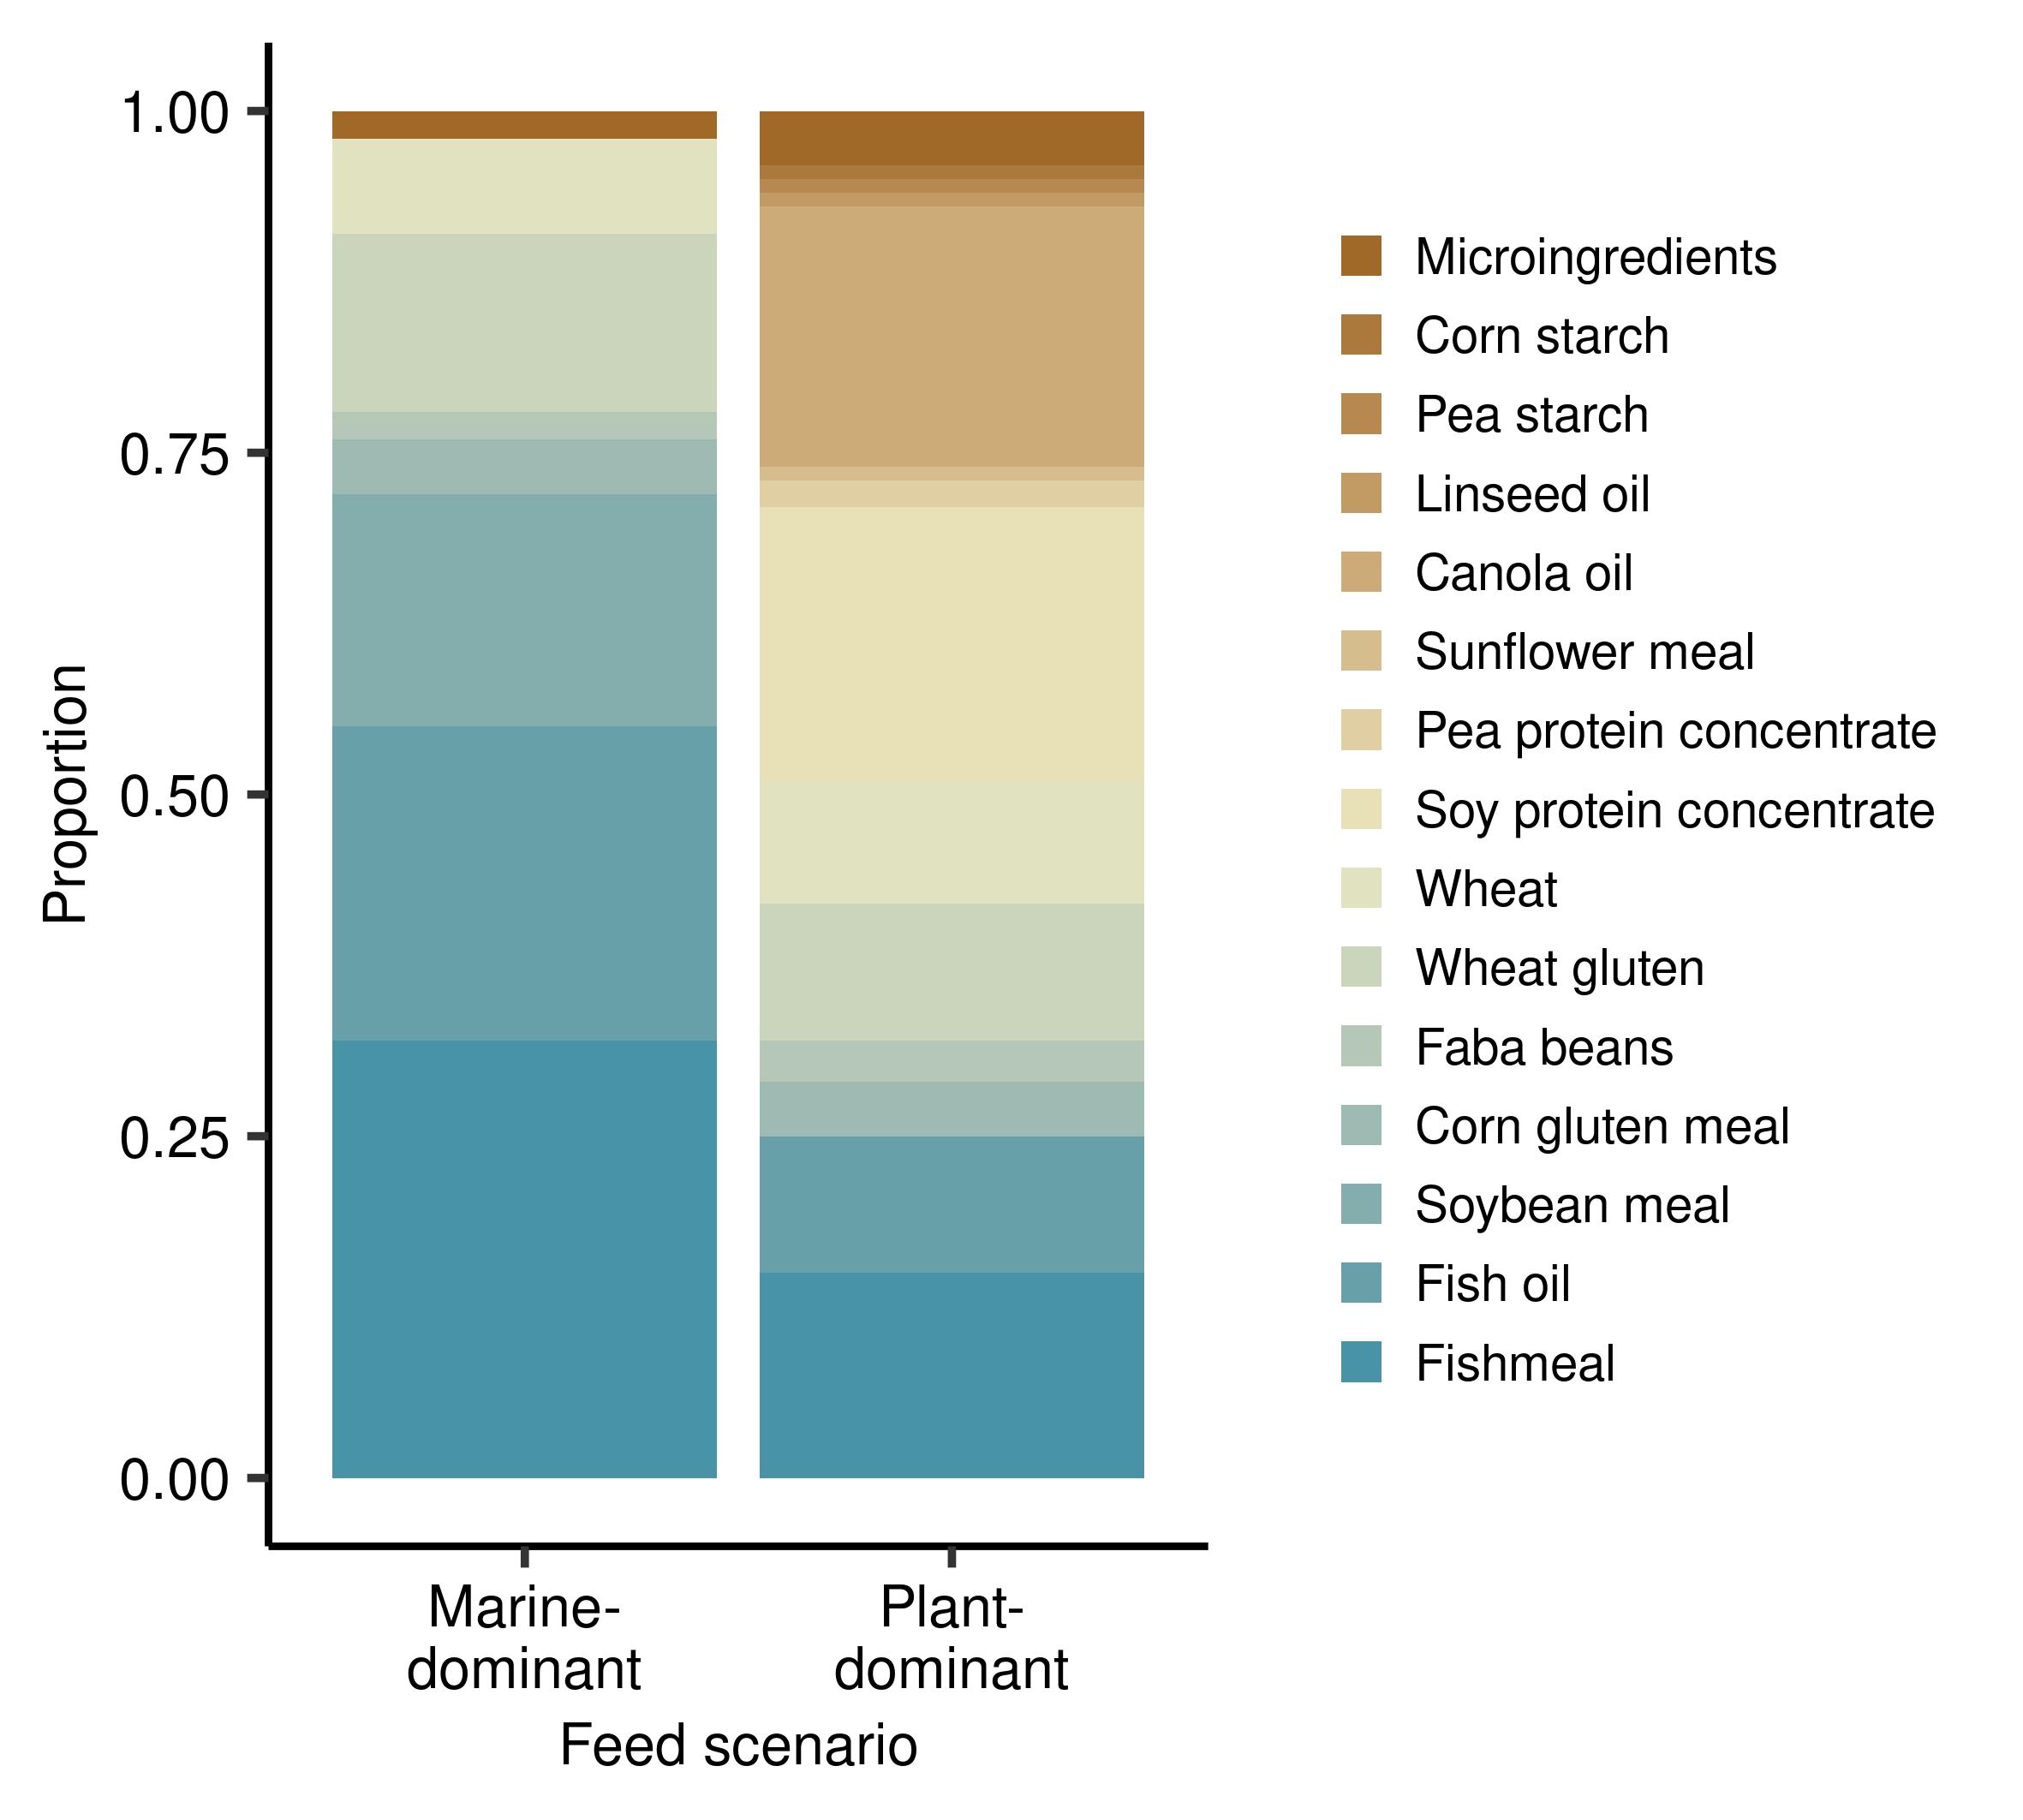 Proportion
1.00
0.75
0.50
0.25
0.00
Marine-
dominant
Plant-
dominant
Feed scenario
Microingredients
Corn starch
Pea starch
Linseed oil
Canola oil
Sunflower meal
Pea protein concentrate
Soy protein concentrate
Wheat
Wheat gluten
Faba beans
Corn gluten meal
Soybean meal
Fish oil
Fishmeal